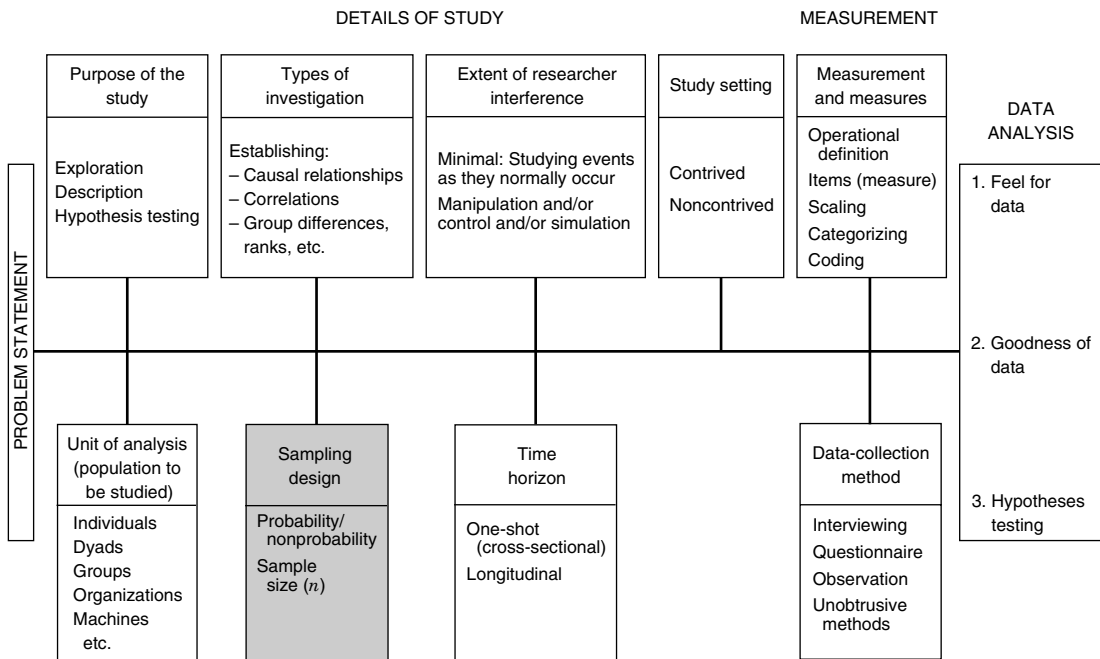 DETAILS OF STUDY
MEASUREMENT
Purpose of the
study
Exploration
Description
Hypothesis testing
Types of
investigation
Establishing:
– Causal relationships
– Correlations
– Group differences,
ranks, etc.
Extent of researcher
interference
Minimal: Studying events
as they normally occur
Manipulation and/or
control and/or simulation
Study setting
Contrived
Noncontrived
Measurement
and measures
Operational
definition
Items (measure)
Scaling
Categorizing
Coding
DATA
ANALYSIS
1. Feel for
data
2. Goodness of
data
3. Hypotheses
testing
PROBLEM STATEMENT
Unit of analysis
(population to
be studied)
Individuals
Dyads
Groups
Organizations
Machines
etc.
Sampling
design
Probability/
nonprobability
Sample
size (n)
Time
horizon
One-shot
(cross-sectional)
Longitudinal
Data-collection
method
Interviewing
Questionnaire
Observation
Unobtrusive
methods